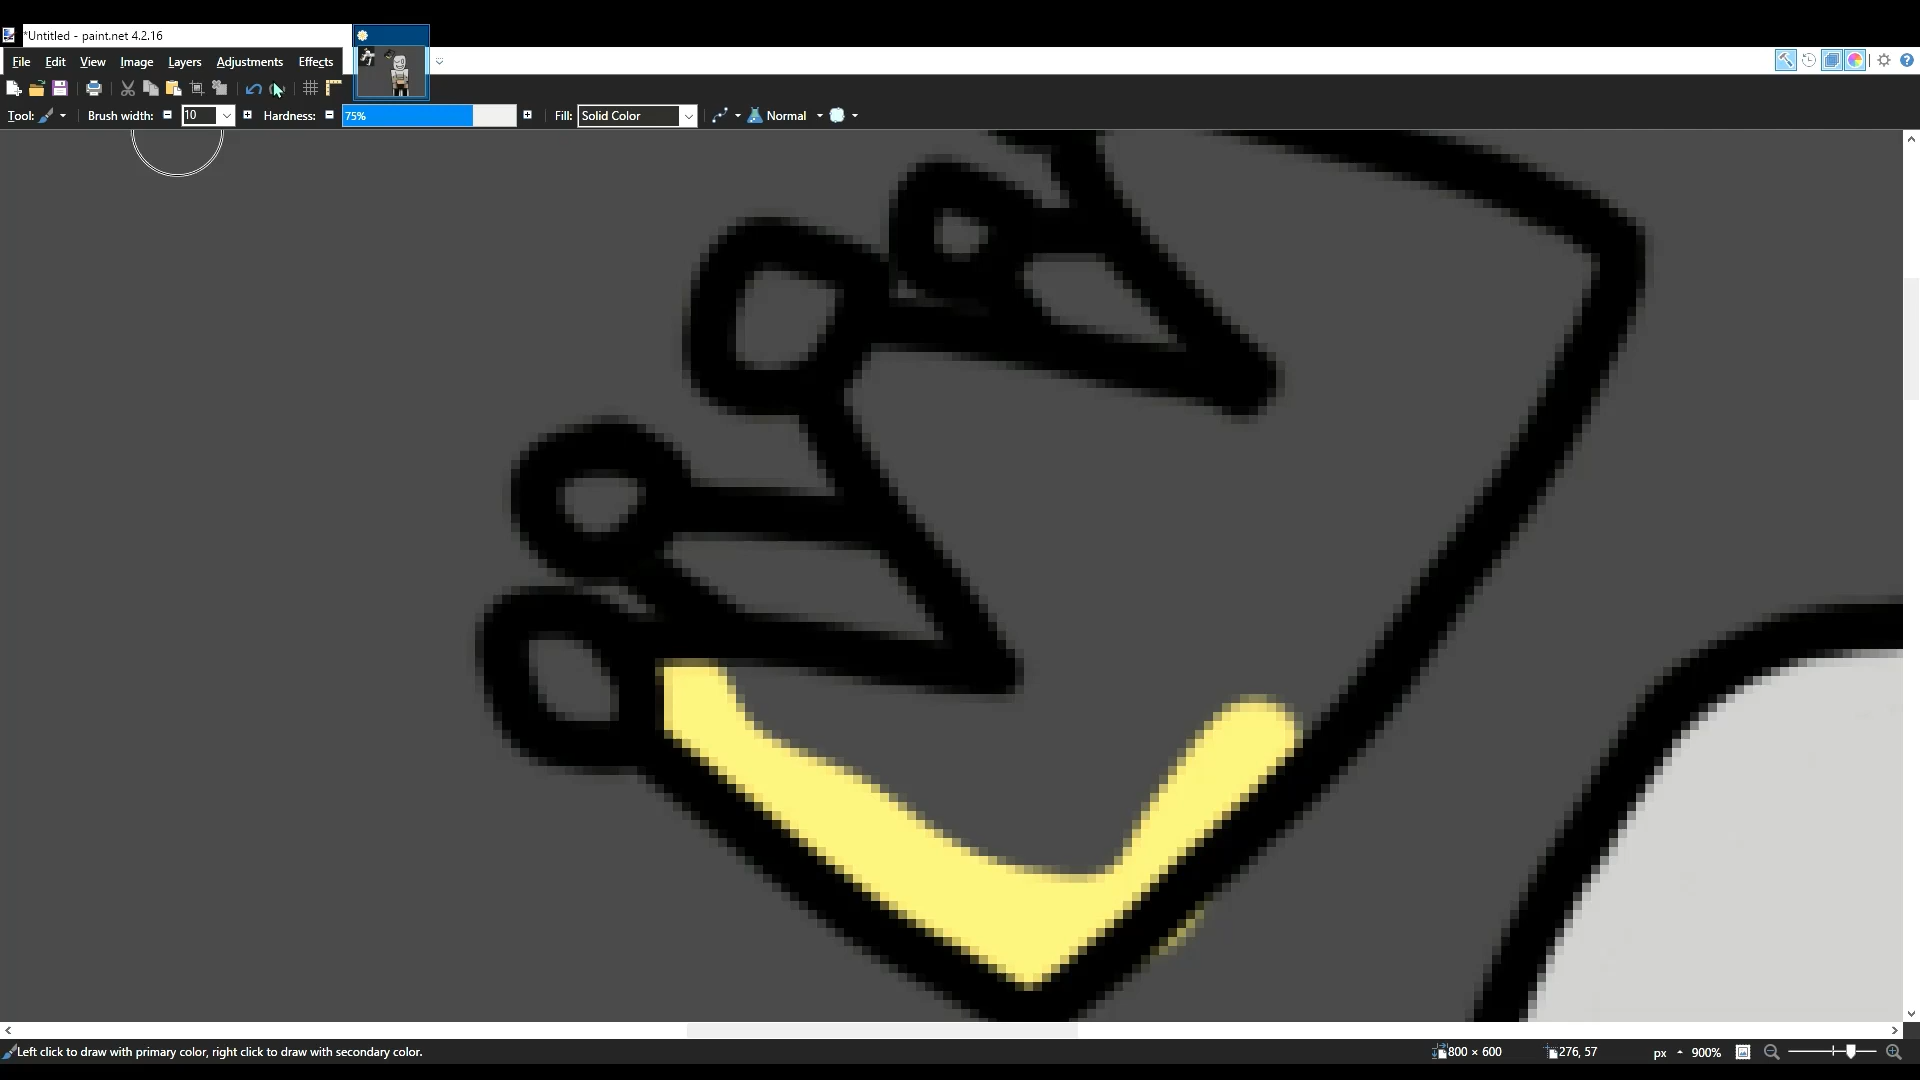 *Untitled - paint.net 4.2.16
File Edit View Image Layers Adjustments Effects
Tool: Brush width: 10 Hardness: 75% Fill: Solid Color Normal
Left click to draw with primary color, right click to draw with secondary color. 800 × 600 276, 57 px 900%